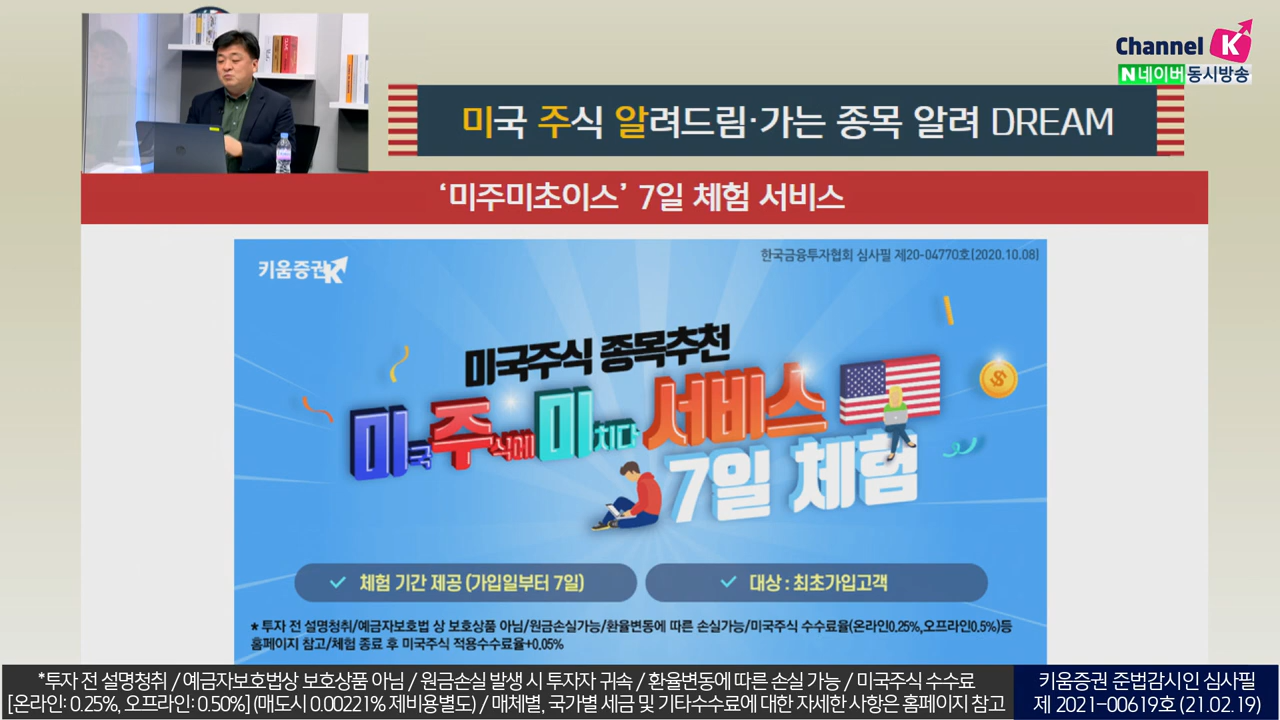 Channel K
N 네이버 동시방송
미국 주식 알려드림·가는 종목 알려 DREAM
‘미주미초이스’ 7일 체험 서비스
키움증권
한국금융투자협회 심사필 제20-04770호(2020.10.08)
미국주식 종목추천
미국주식에미치다 서비스
7일 체험
체험 기간 제공 (가입일부터 7일)
대상 : 최초가입고객
* 투자 전 설명청취/예금자보호법 상 보호상품 아님/원금손실가능/환율변동에 따른 손실가능/미국주식 수수료율(온라인0.25%,오프라인0.5%)등
홈페이지 참고/체험 종료 후 미국주식 적용수수료율+0.05%
*투자 전 설명청취 / 예금자보호법상 보호상품 아님 / 원금손실 발생 시 투자자 귀속 / 환율변동에 따른 손실 가능 / 미국주식 수수료
[온라인: 0.25%, 오프라인: 0.50%] (매도시 0.00221% 제비용별도) / 매체별, 국가별 세금 및 기타수수료에 대한 자세한 사항은 홈페이지 참고
키움증권 준법감시인 심사필
제 2021-00619호 (21.02.19)